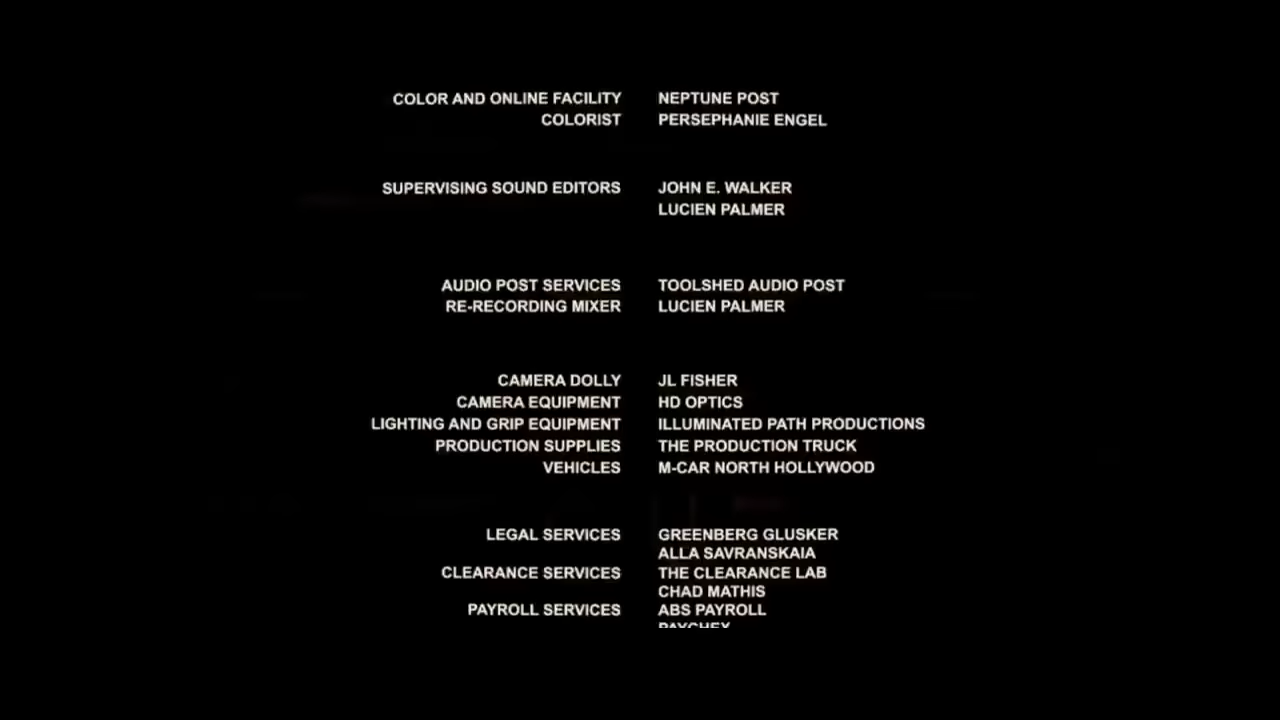 COLOR AND ONLINE FACILITY NEPTUNE POST
COLORIST PERSEPHANIE ENGEL
SUPERVISING SOUND EDITORS JOHN E. WALKER
LUCIEN PALMER
AUDIO POST SERVICES TOOLSHED AUDIO POST
RE-RECORDING MIXER LUCIEN PALMER
CAMERA DOLLY JL FISHER
CAMERA EQUIPMENT HD OPTICS
LIGHTING AND GRIP EQUIPMENT ILLUMINATED PATH PRODUCTIONS
PRODUCTION SUPPLIES THE PRODUCTION TRUCK
VEHICLES M-CAR NORTH HOLLYWOOD
LEGAL SERVICES GREENBERG GLUSKER
ALLA SAVRANSKAIA
CLEARANCE SERVICES THE CLEARANCE LAB
CHAD MATHIS
PAYROLL SERVICES ABS PAYROLL
PAYCHEX